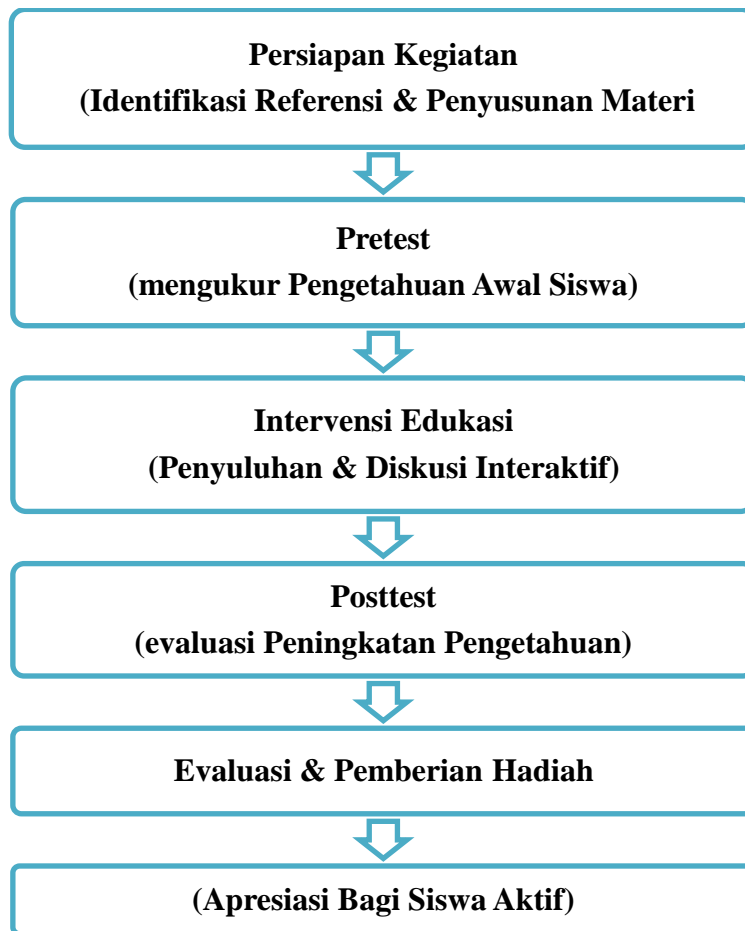 Persiapan Kegiatan
(Identifikasi Referensi & Penyusunan Materi
Pretest
(mengukur Pengetahuan Awal Siswa)
Intervensi Edukasi
(Penyuluhan & Diskusi Interaktif)
Posttest
(evaluasi Peningkatan Pengetahuan)
Evaluasi & Pemberian Hadiah
(Apresiasi Bagi Siswa Aktif)